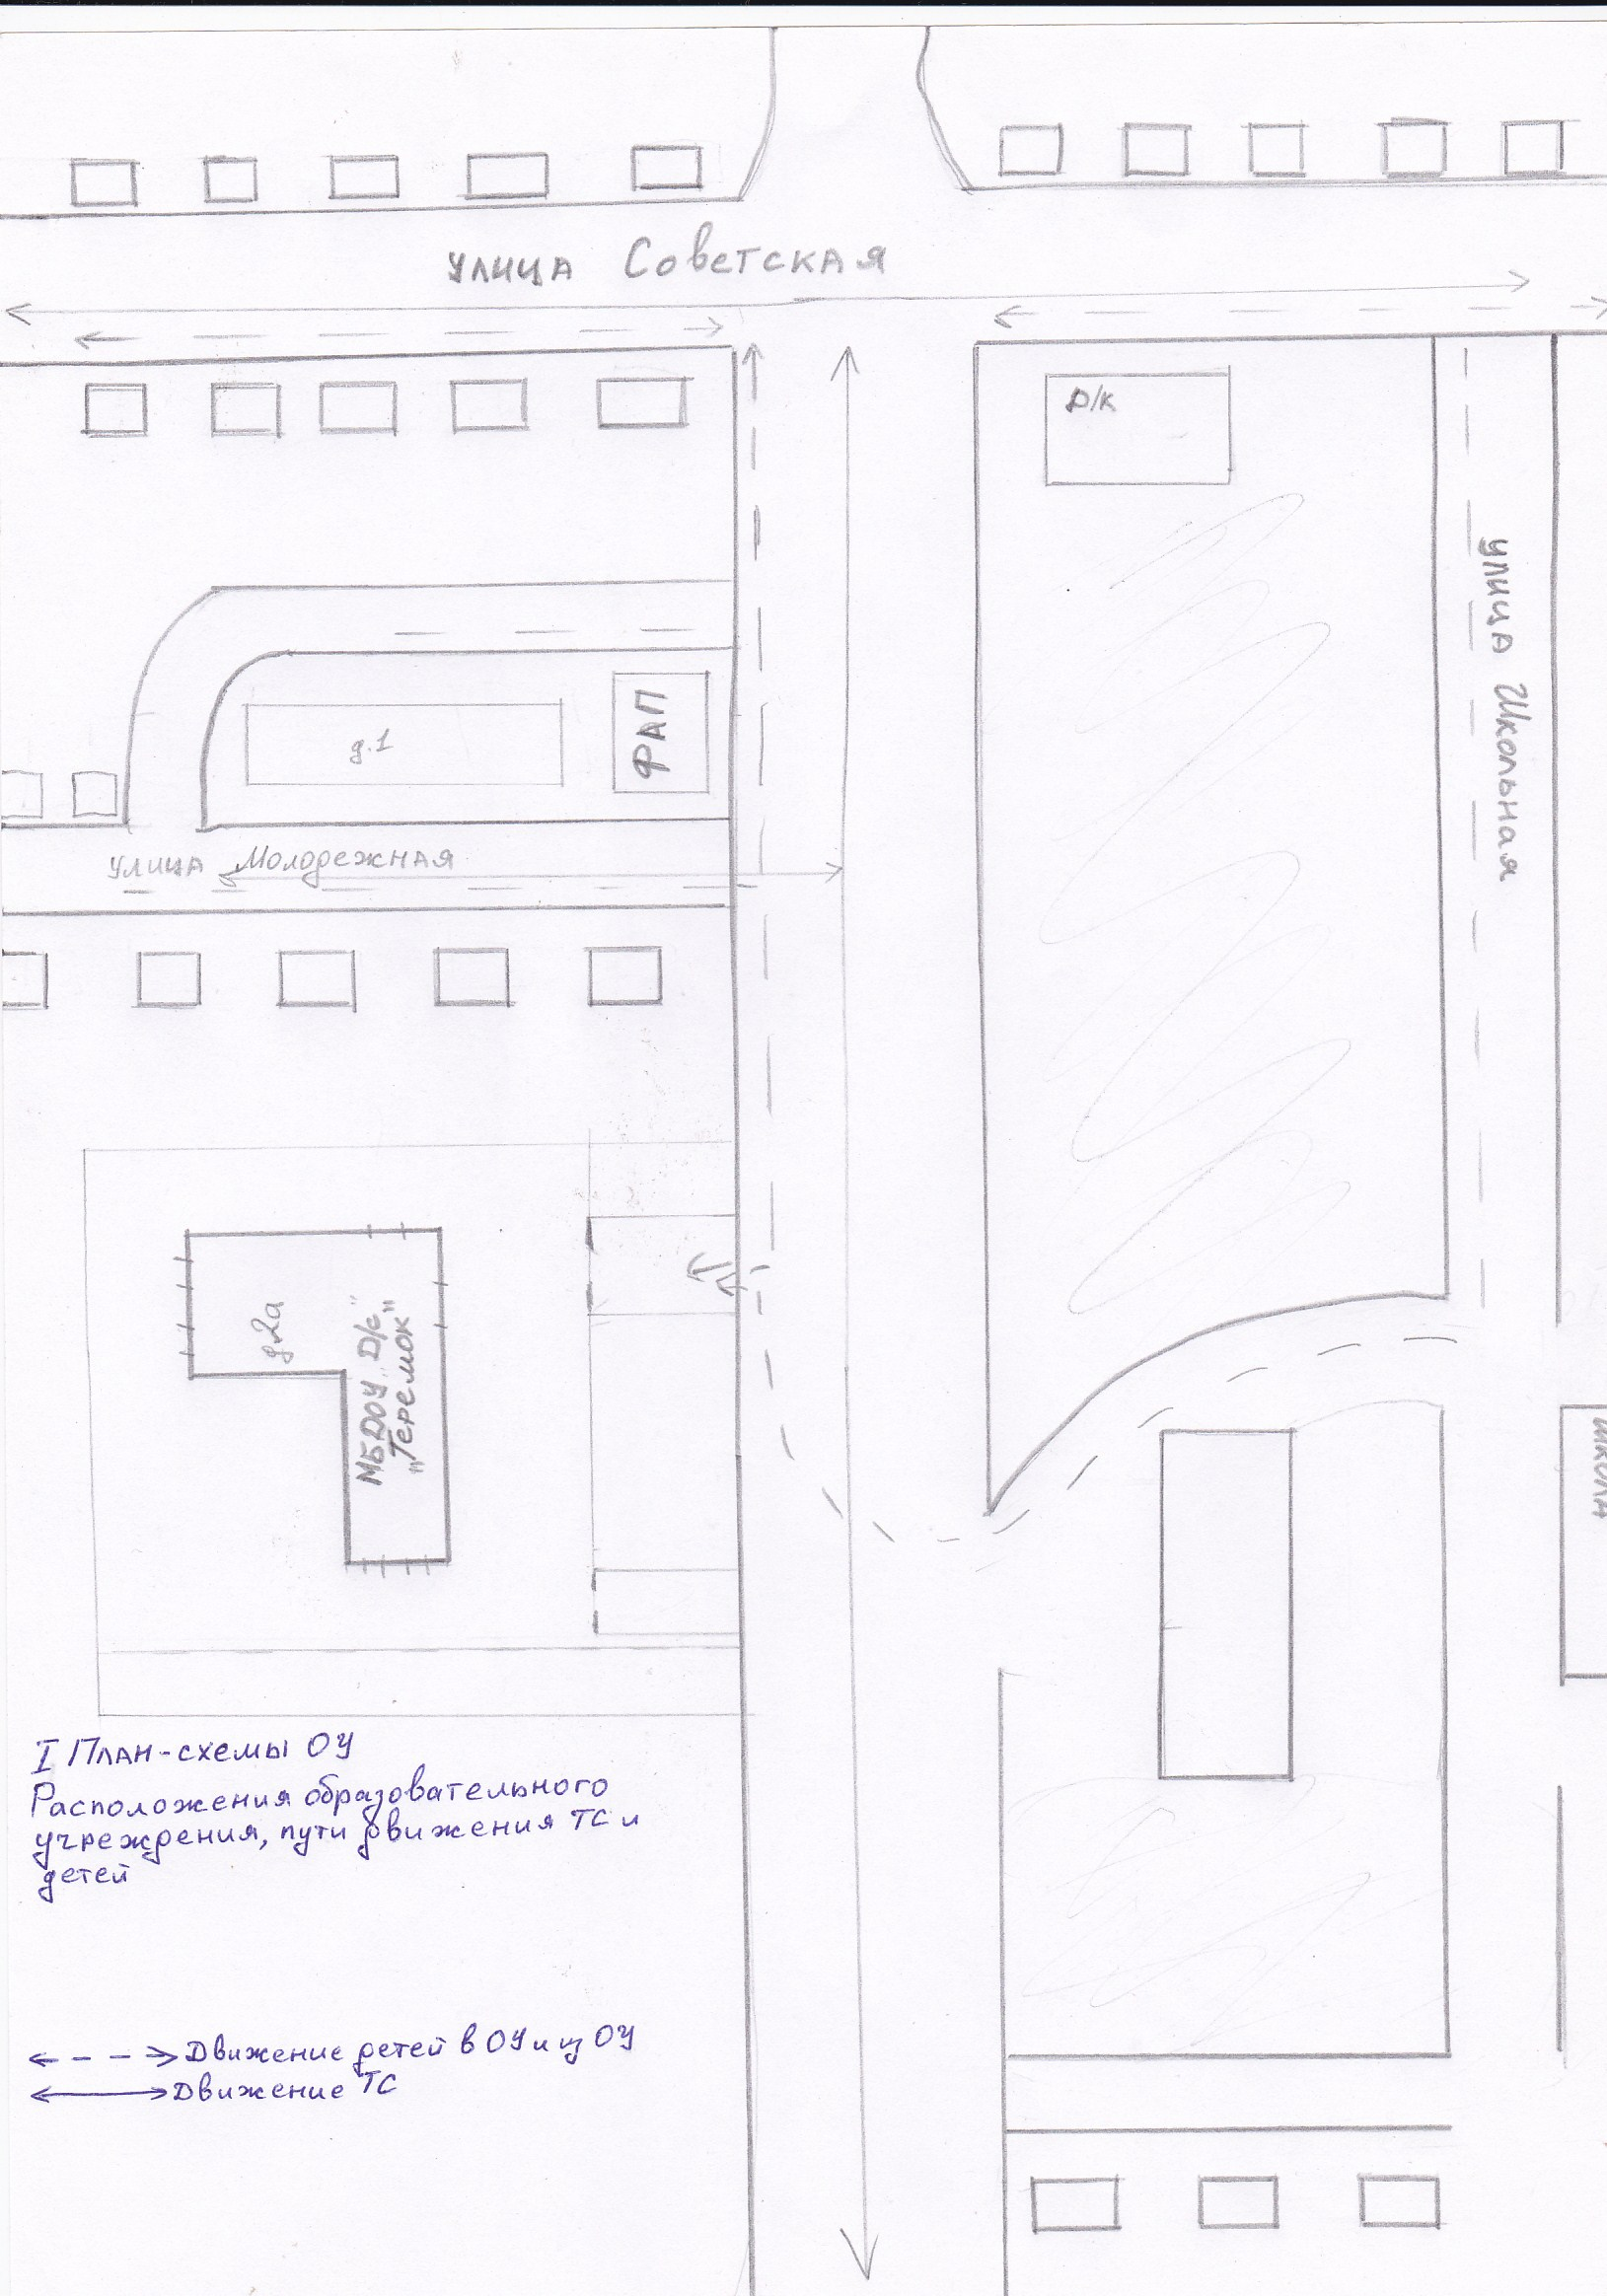 улица Советская
Д/к
улица Школьная
д.1
ФАП
улица Молодежная
д2а
МБДОУ „Д/с"
„Теремок"
школа
I План-схемы ОУ
Расположения образовательного
учреждения, пути движения ТС и
детей
Движение детей в ОУ и из ОУ
Движение ТС